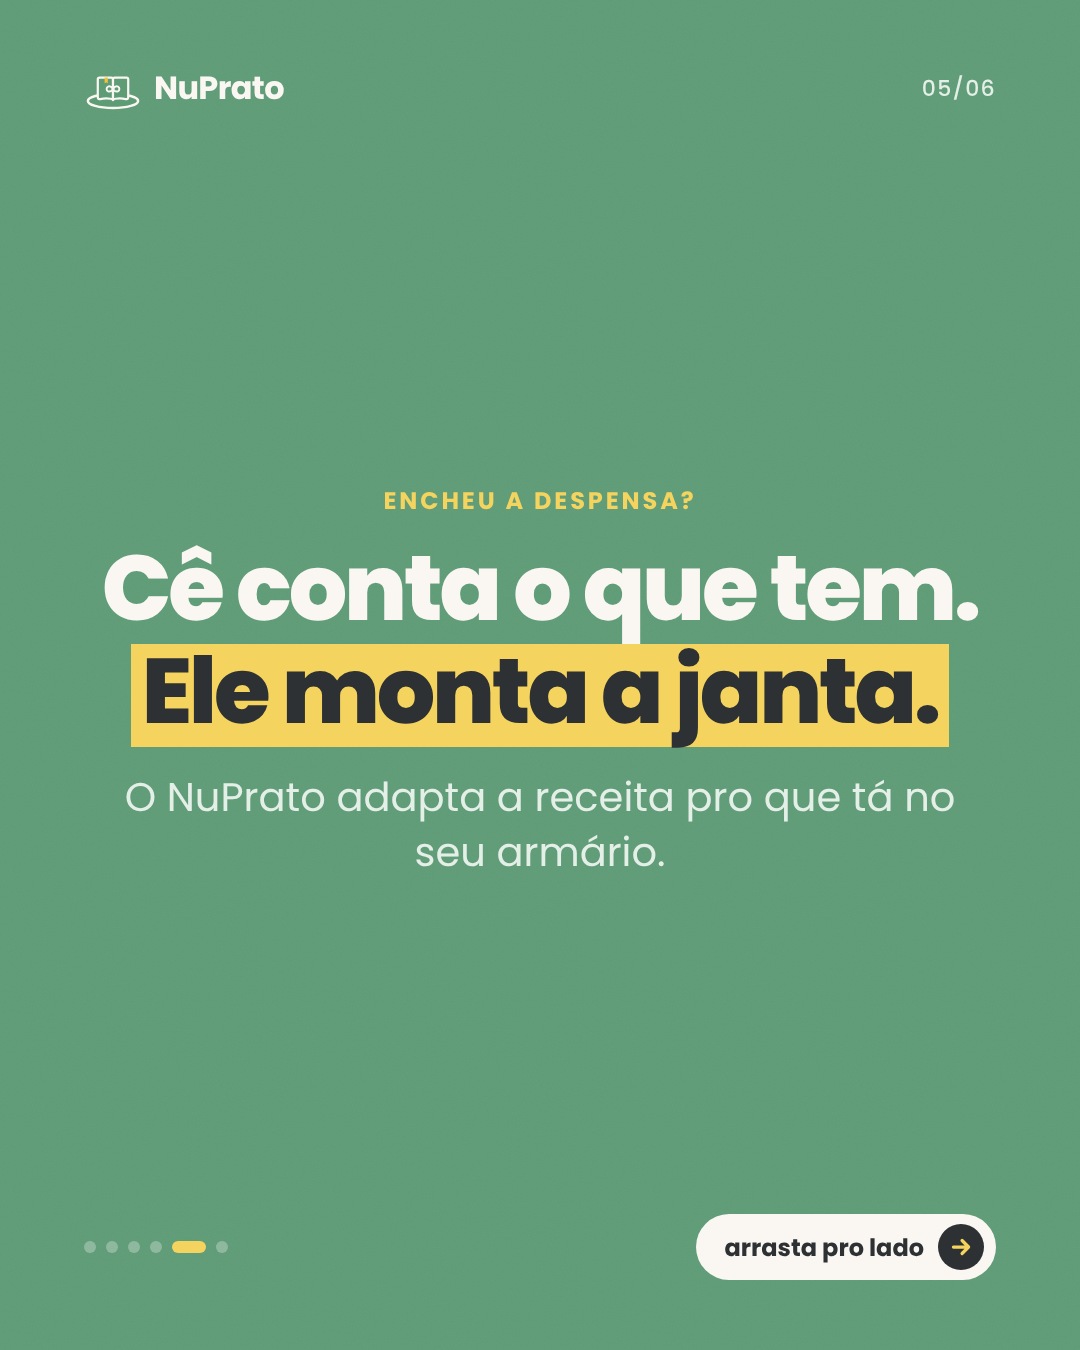 NuPrato
05/06
ENCHEU A DESPENSA?
Cê conta o que tem.
Ele monta a janta.
O NuPrato adapta a receita pro que tá no
seu armário.
arrasta pro lado